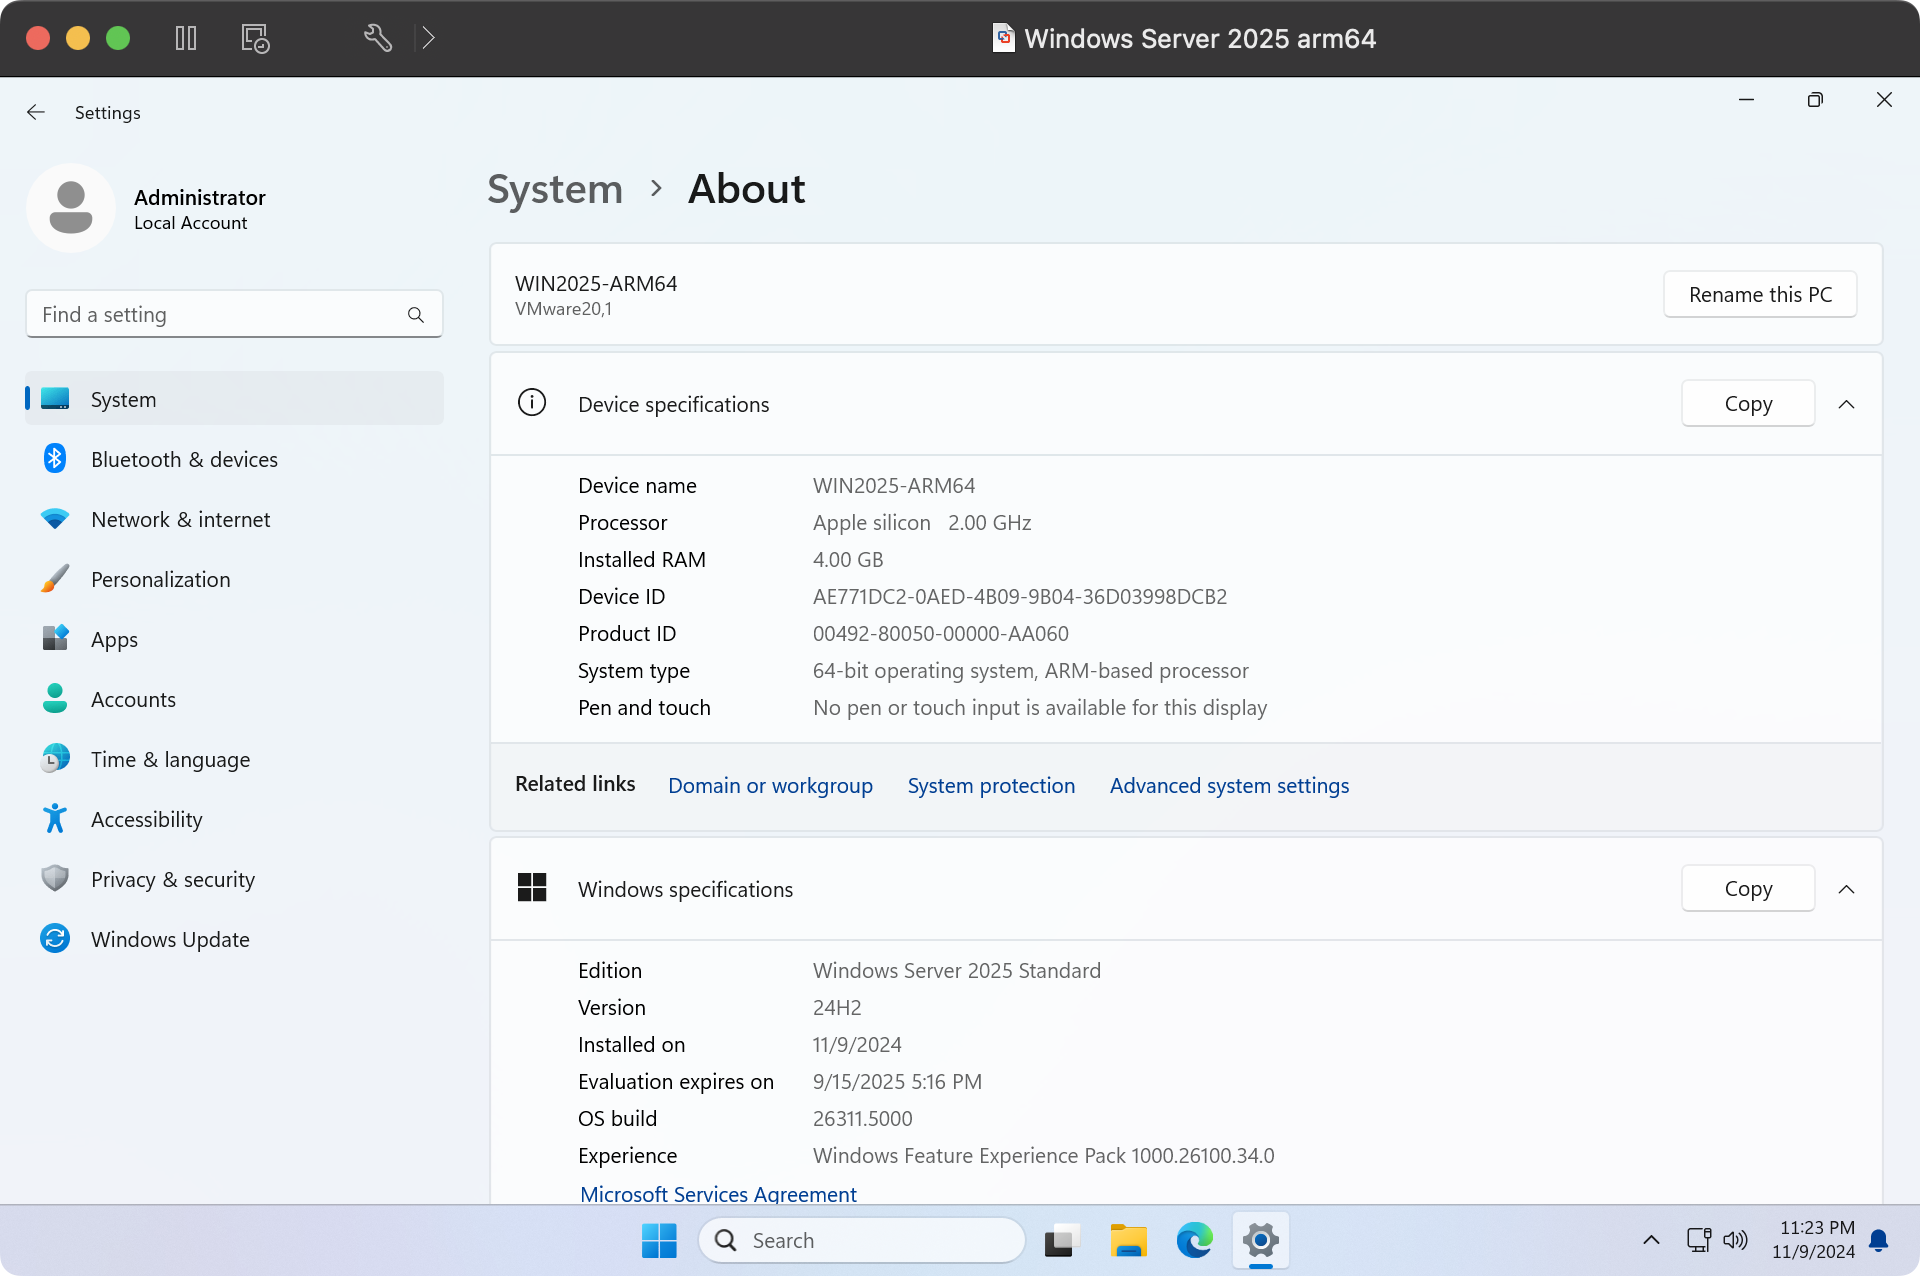 Windows Server 2025 arm64
Settings
Administrator
Local Account
Find a setting
System
Bluetooth & devices
Network & internet
Personalization
Apps
Accounts
Time & language
Accessibility
Privacy & security
Windows Update
System > About
WIN2025-ARM64
VMware20,1
Rename this PC
Device specifications
Copy
Device name WIN2025-ARM64
Processor Apple silicon 2.00 GHz
Installed RAM 4.00 GB
Device ID AE771DC2-0AED-4B09-9B04-36D03998DCB2
Product ID 00492-80050-00000-AA060
System type 64-bit operating system, ARM-based processor
Pen and touch No pen or touch input is available for this display
Related links Domain or workgroup System protection Advanced system settings
Windows specifications
Copy
Edition Windows Server 2025 Standard
Version 24H2
Installed on 11/9/2024
Evaluation expires on 9/15/2025 5:16 PM
OS build 26311.5000
Experience Windows Feature Experience Pack 1000.26100.34.0
Microsoft Services Agreement
Search
11:23 PM
11/9/2024